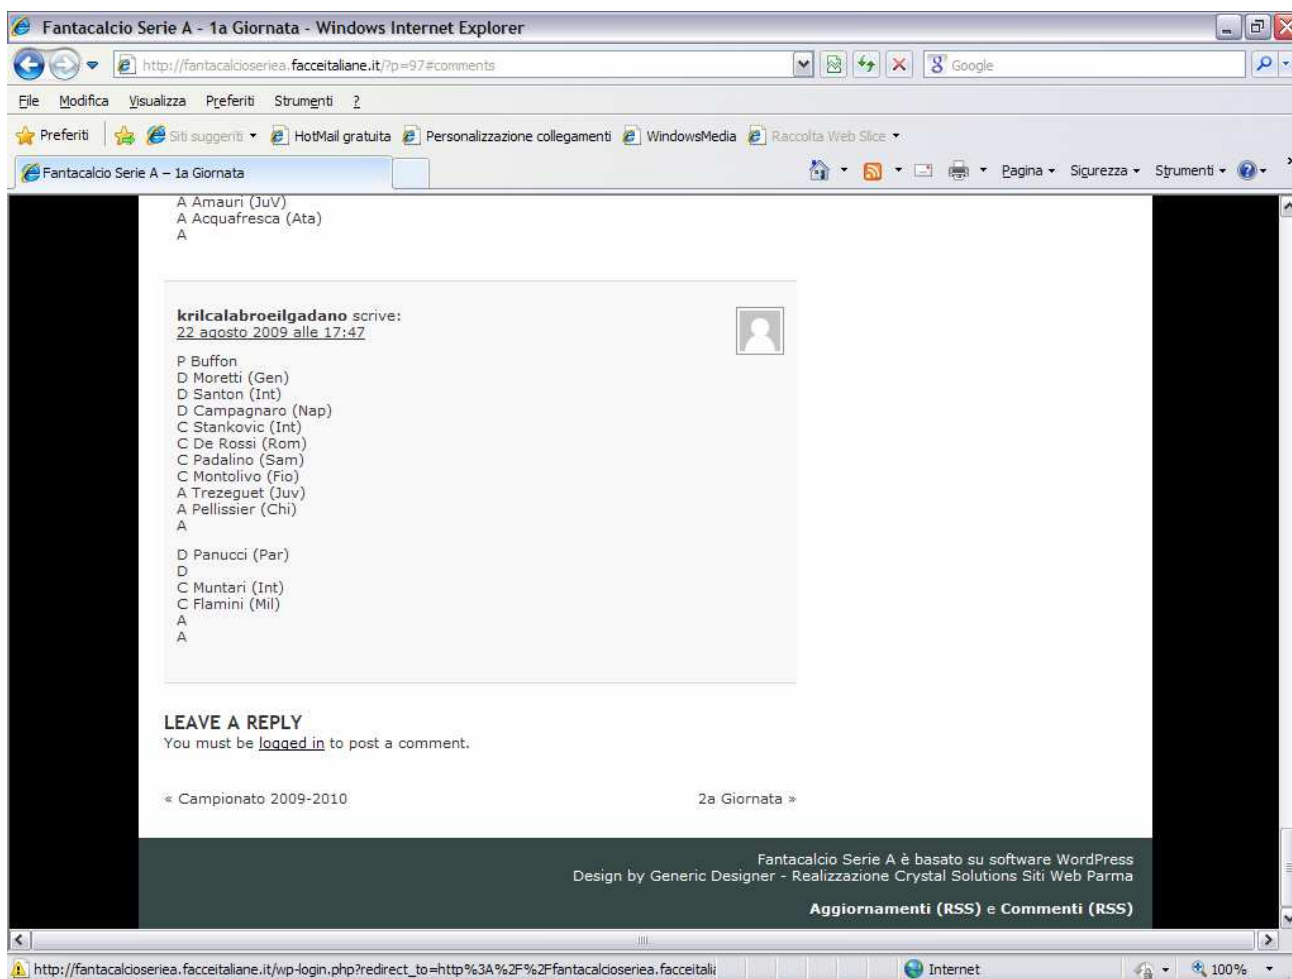 Fantacalcio Serie A - 1a Giornata - Windows Internet Explorer
http://fantacalcioseriea.facceitaliane.it/?p=97#comments
Google
File Modifica Visualizza Preferiti Strumenti ?
Preferiti Siti suggeriti HotMail gratuita Personalizzazione collegamenti WindowsMedia Raccolta Web Slice
Fantacalcio Serie A – 1a Giornata
Pagina Sicurezza Strumenti
A Amauri (JuV)
A Acquafresca (Ata)
A
krilcalabroeilgadano scrive:
22 agosto 2009 alle 17:47
P Buffon
D Moretti (Gen)
D Santon (Int)
D Campagnaro (Nap)
C Stankovic (Int)
C De Rossi (Rom)
C Padalino (Sam)
C Montolivo (Fio)
A Trezeguet (Juv)
A Pellissier (Chi)
A
D Panucci (Par)
D
C Muntari (Int)
C Flamini (Mil)
A
A
LEAVE A REPLY
You must be logged in to post a comment.
« Campionato 2009-2010
2a Giornata »
Fantacalcio Serie A è basato su software WordPress
Design by Generic Designer - Realizzazione Crystal Solutions Siti Web Parma
Aggiornamenti (RSS) e Commenti (RSS)
http://fantacalcioseriea.facceitaliane.it/wp-login.php?redirect_to=http%3A%2F%2Ffantacalcioseriea.facceitali
Internet
100%